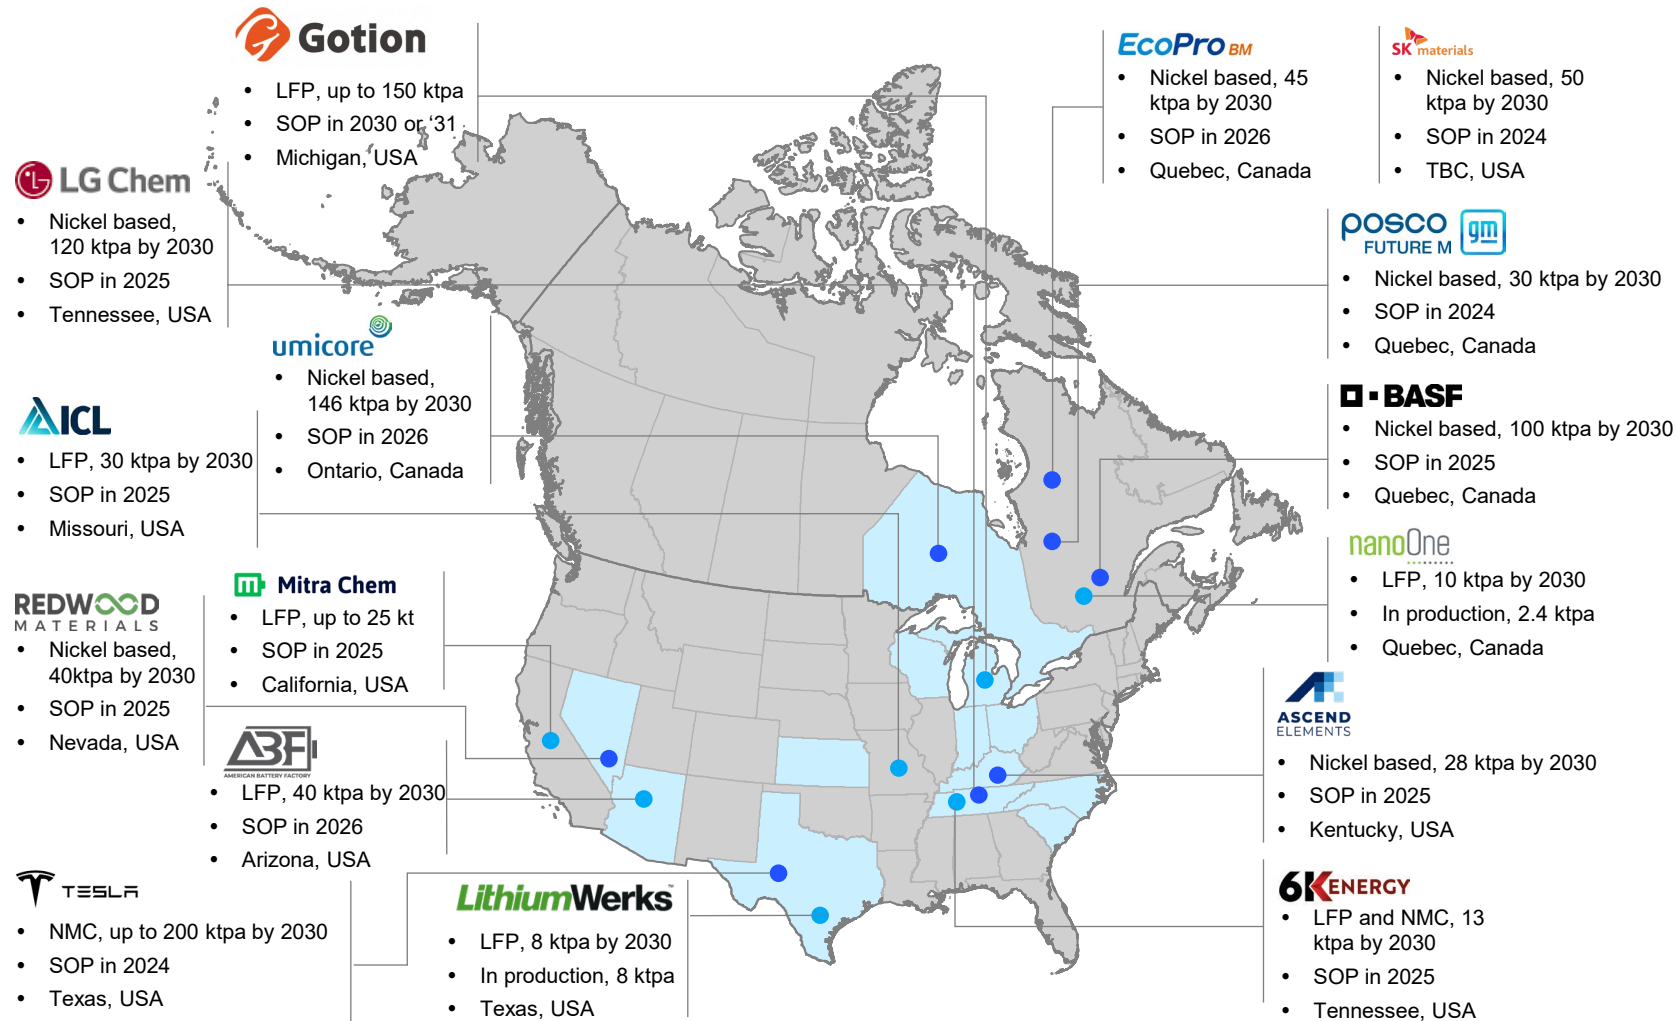 Gotion
• LFP, up to 150 ktpa
• SOP in 2030 or ‘31
• Michigan, USA
EcoPro BM
• Nickel based, 45
ktpa by 2030
• SOP in 2026
• Quebec, Canada
SK materials
• Nickel based, 50
ktpa by 2030
• SOP in 2024
• TBC, USA
LG Chem
• Nickel based,
120 ktpa by 2030
• SOP in 2025
• Tennessee, USA
posco
FUTURE M
gm
• Nickel based, 30 ktpa by 2030
• SOP in 2024
• Quebec, Canada
umicore
• Nickel based,
146 ktpa by 2030
• SOP in 2026
• Ontario, Canada
ICL
• LFP, 30 ktpa by 2030
• SOP in 2025
• Missouri, USA
BASF
• Nickel based, 100 ktpa by 2030
• SOP in 2025
• Quebec, Canada
nanoOne
• LFP, 10 ktpa by 2030
• In production, 2.4 ktpa
• Quebec, Canada
REDWOOD
MATERIALS
• Nickel based,
40ktpa by 2030
• SOP in 2025
• Nevada, USA
m Mitra Chem
• LFP, up to 25 kt
• SOP in 2025
• California, USA
ABF
AMERICAN BATTERY FACTORY
• LFP, 40 ktpa by 2030
• SOP in 2026
• Arizona, USA
ASCEND
ELEMENTS
• Nickel based, 28 ktpa by 2030
• SOP in 2025
• Kentucky, USA
TESLA
• NMC, up to 200 ktpa by 2030
• SOP in 2024
• Texas, USA
LithiumWerks™
• LFP, 8 ktpa by 2030
• In production, 8 ktpa
• Texas, USA
6K ENERGY
• LFP and NMC, 13
ktpa by 2030
• SOP in 2025
• Tennessee, USA